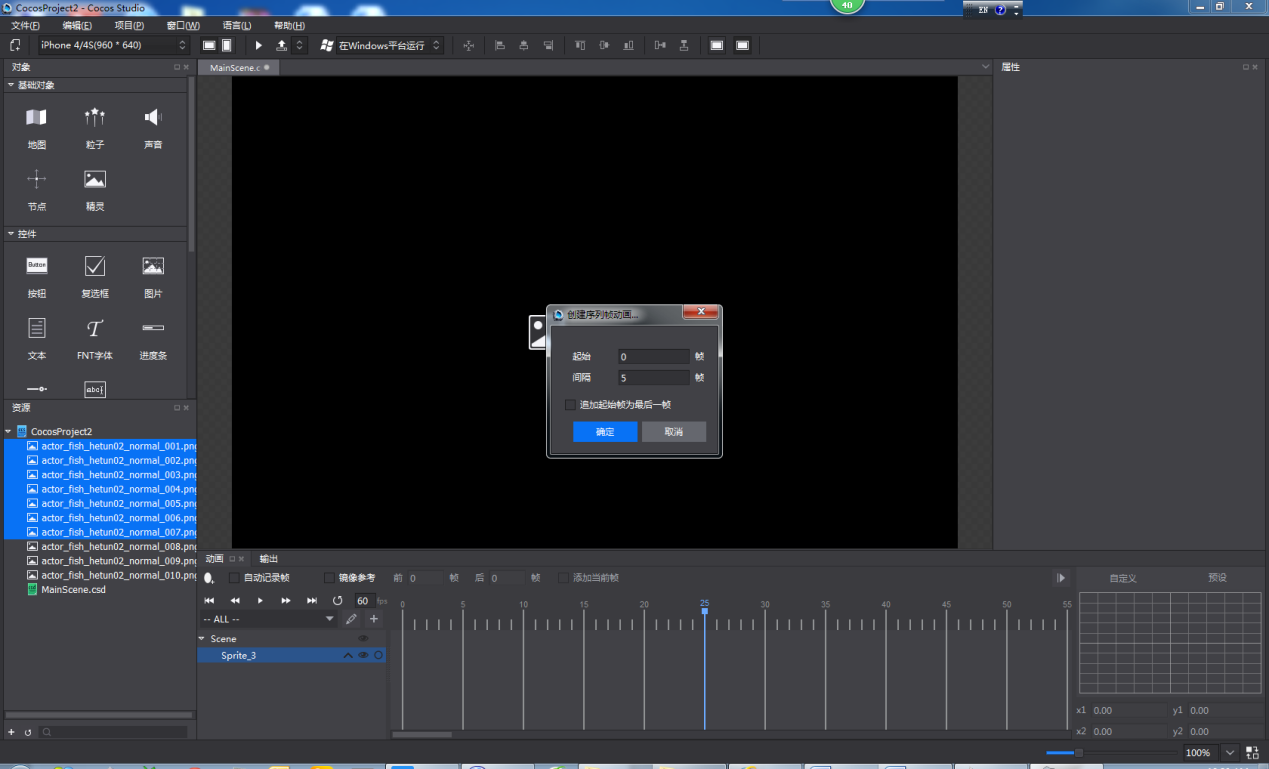 CocosProject2 - Cocos Studio
ZH
48
文件(F) 编辑(E) 项目(P) 窗口(W) 语言(L) 帮助(H)
iPhone 4/4S(960 * 640) 在Windows平台运行
对象
MainScene.c
属性
基础对象
地图 粒子 声音
节点 精灵
控件
Button
按钮 复选框 图片
文本 FNT字体 进度条
abc
创建序列帧动画...
起始 0 帧
间隔 5 帧
追加起始帧为最后一帧
确定 取消
资源
CocosProject2
actor_fish_hetun02_normal_001.png
actor_fish_hetun02_normal_002.png
actor_fish_hetun02_normal_003.png
actor_fish_hetun02_normal_004.png
actor_fish_hetun02_normal_005.png
actor_fish_hetun02_normal_006.png
actor_fish_hetun02_normal_007.png
actor_fish_hetun02_normal_008.png
actor_fish_hetun02_normal_009.png
actor_fish_hetun02_normal_010.png
MainScene.csd
动画 输出
自动记录帧 镜像参考 前 0 帧 后 0 帧 添加当前帧
自定义 预设
60 fps 0 5 10 15 20 25 30 35 40 45 50 55
-- ALL --
Scene
Sprite_3
x1 0.00 y1 0.00
x2 0.00 y2 0.00
100%